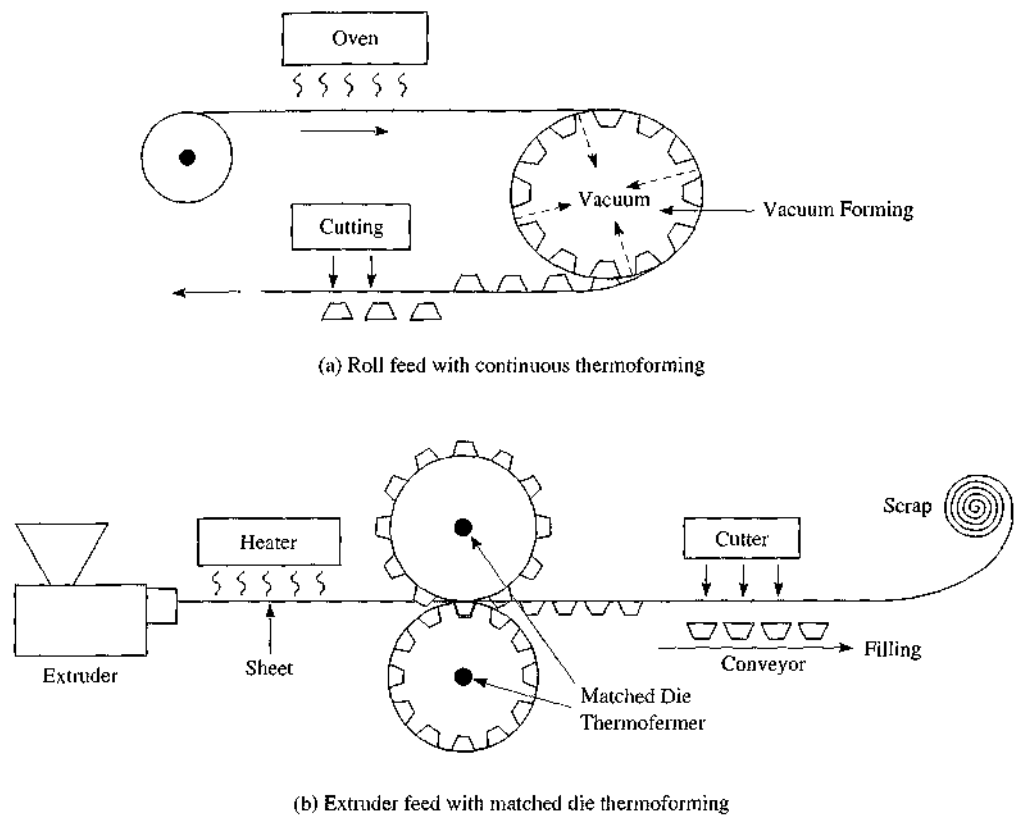 Oven
Vacuum
Vacuum Forming
Cutting
(a) Roll feed with continuous thermoforming
Scrap
Heater
Cutter
Extruder
Sheet
Conveyor
Filling
Matched Die
Thermofermer
(b) Extruder feed with matched die thermoforming